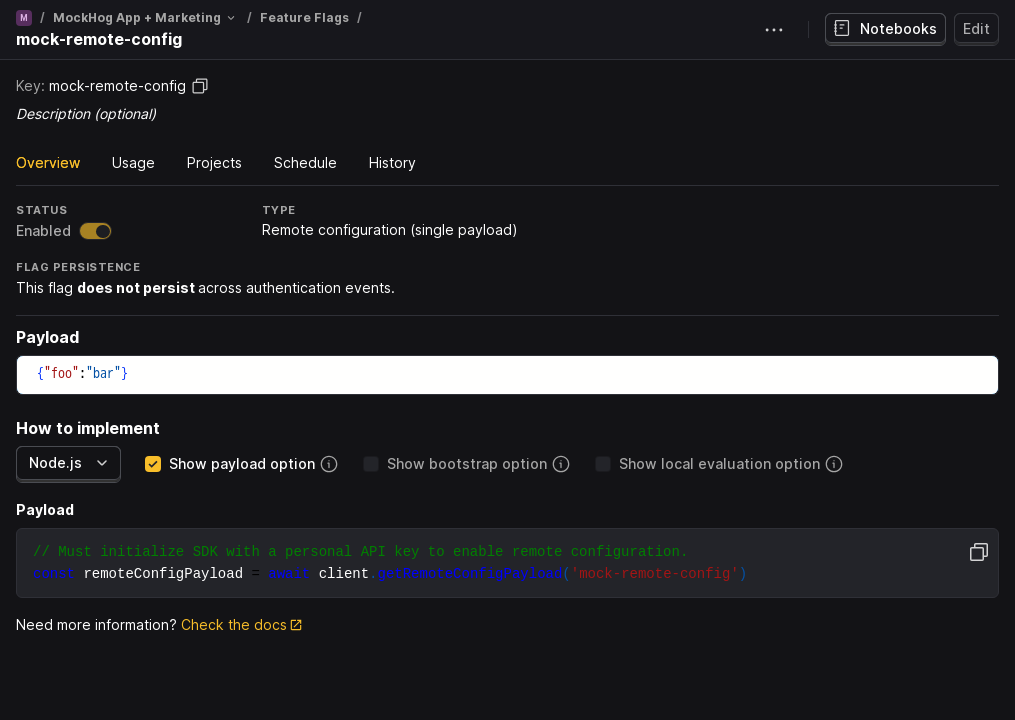 M / MockHog App + Marketing / Feature Flags /
mock-remote-config
Notebooks
Edit
Key: mock-remote-config
Description (optional)
Overview Usage Projects Schedule History
STATUS TYPE
Enabled Remote configuration (single payload)
FLAG PERSISTENCE
This flag does not persist across authentication events.
Payload
{"foo":"bar"}
How to implement
Node.js Show payload option Show bootstrap option Show local evaluation option
Payload
// Must initialize SDK with a personal API key to enable remote configuration.
const remoteConfigPayload = await client.getRemoteConfigPayload('mock-remote-config')
Need more information? Check the docs